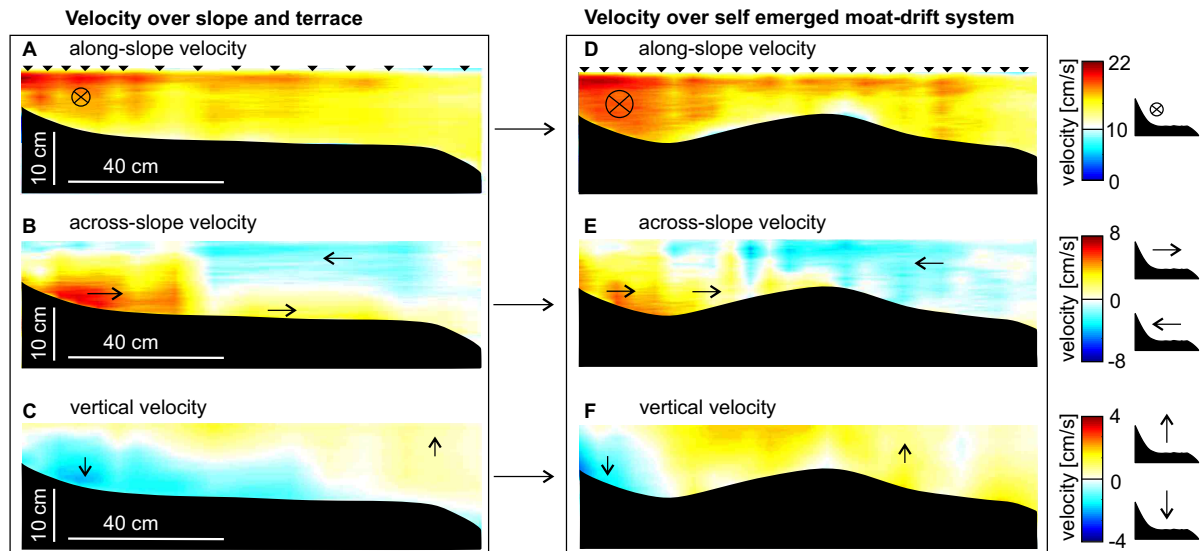 Velocity over slope and terrace
Velocity over self emerged moat-drift system
A along-slope velocity
10 cm
40 cm
B across-slope velocity
10 cm
40 cm
C vertical velocity
10 cm
40 cm
D along-slope velocity
E across-slope velocity
F vertical velocity
velocity [cm/s]
22
10
0
velocity [cm/s]
8
0
-8
velocity [cm/s]
4
0
-4